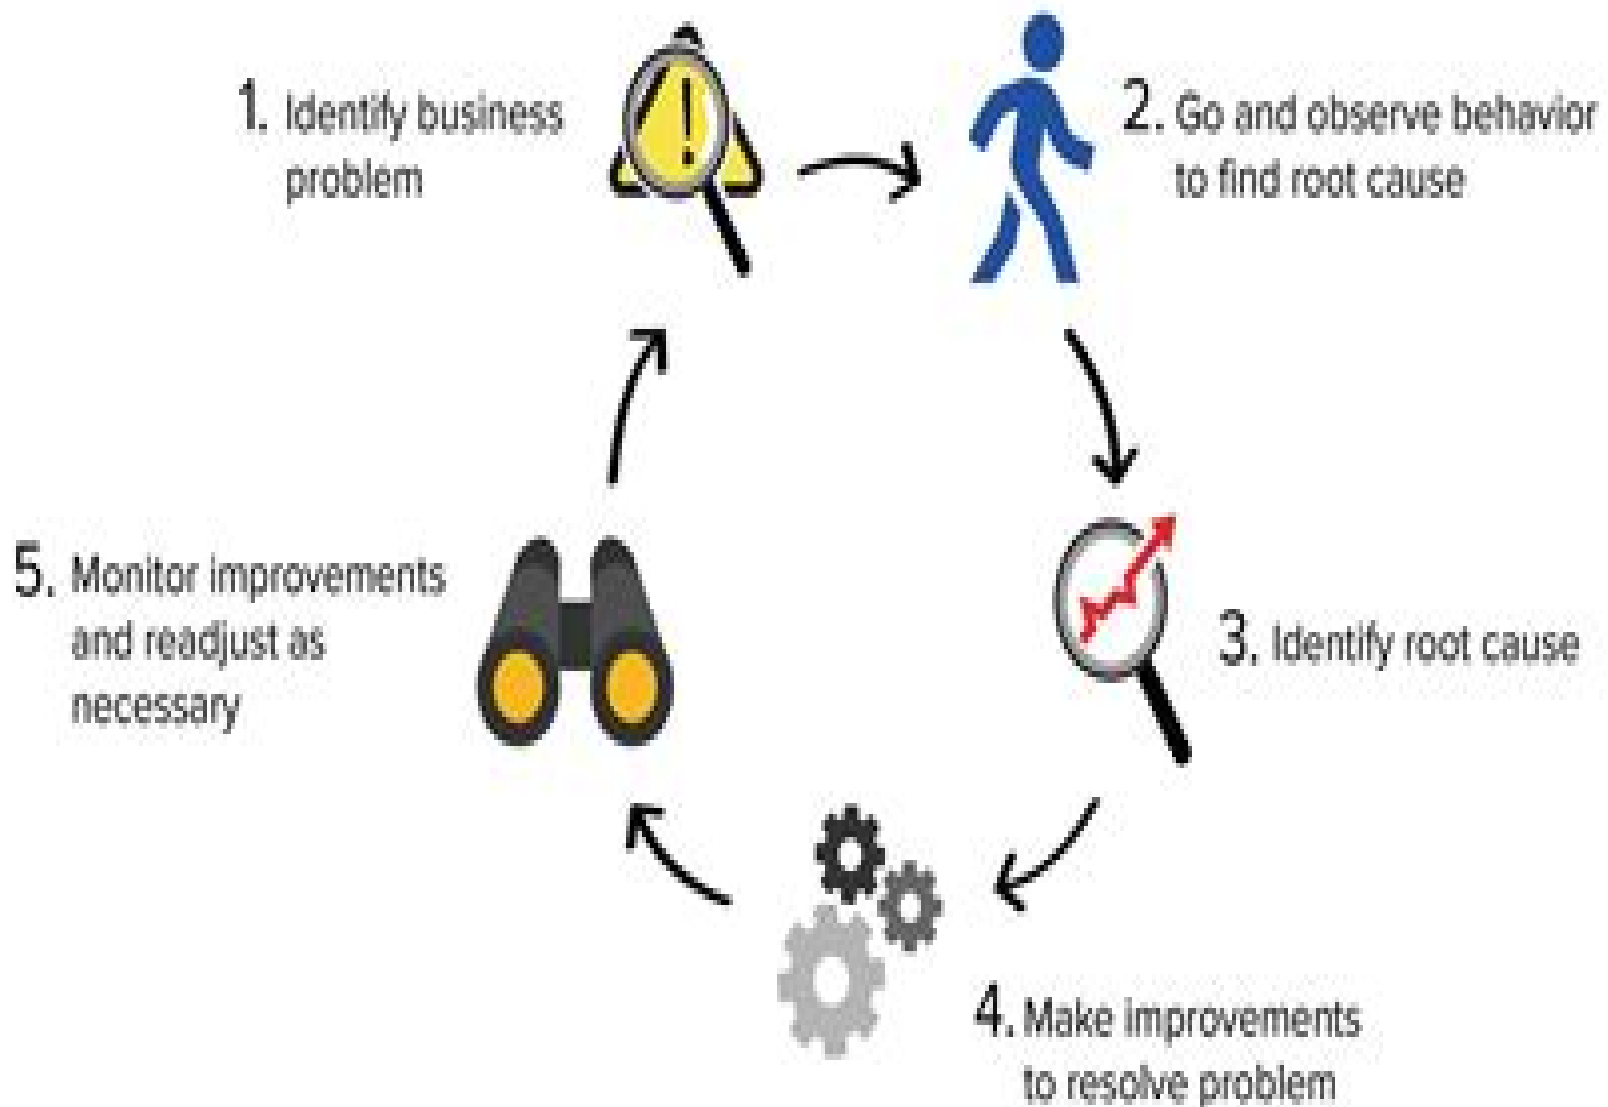 1. Identify business
problem
2. Go and observe behavior
to find root cause
3. Identify root cause
4. Make improvements
to resolve problem
5. Monitor improvements
and readjust as
necessary